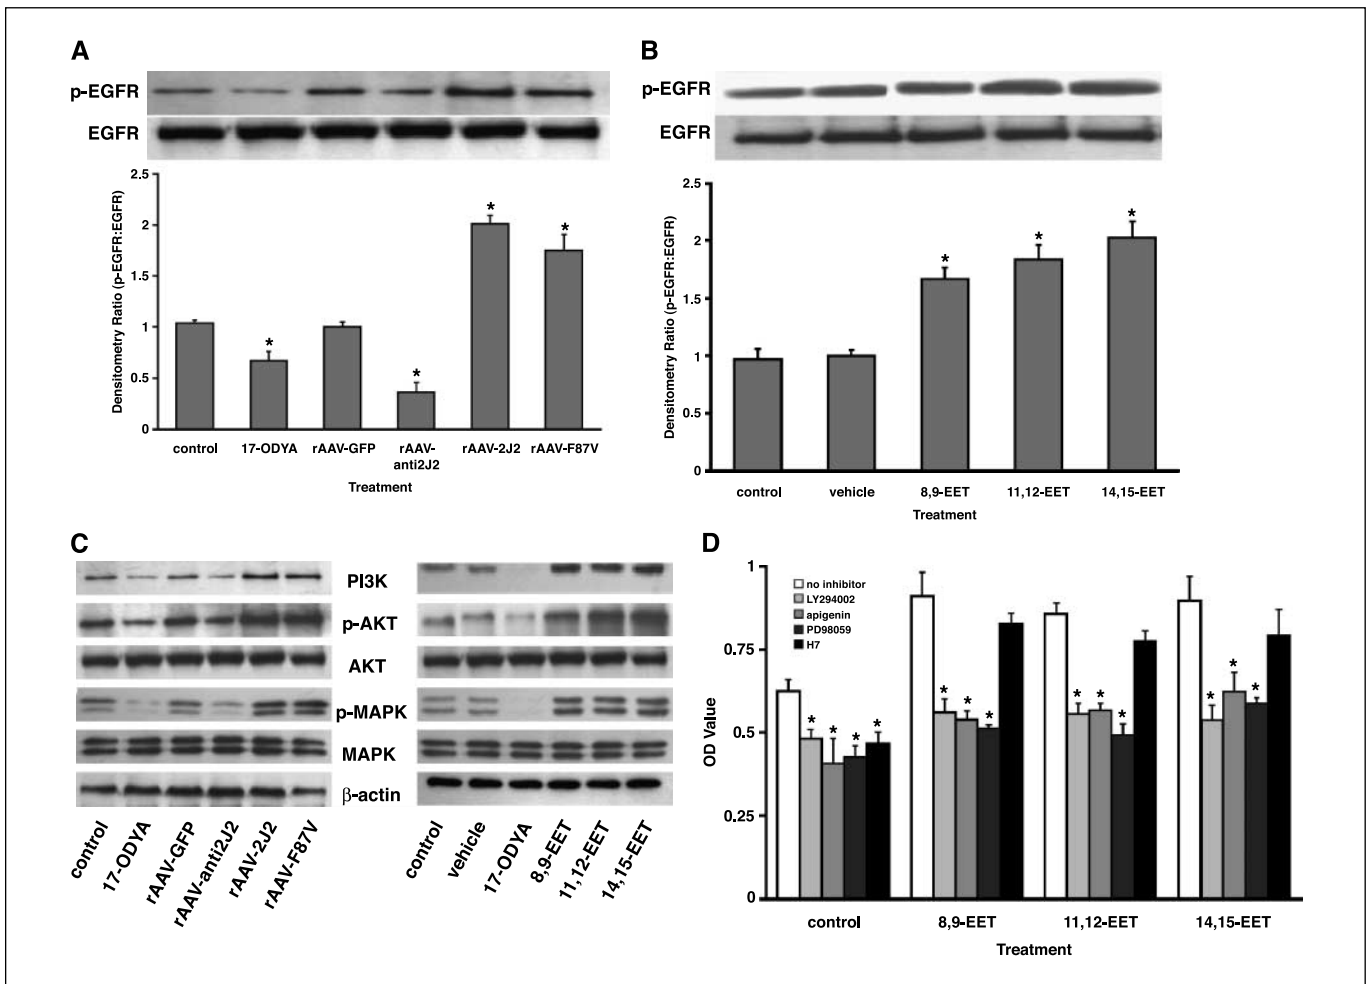 A
p-EGFR
EGFR
Densitometry Ratio (p-EGFR:EGFR)
2.5
2
1.5
1
0.5
0
* * * *
control 17-ODYA rAAV-GFP rAAV-anti2J2 rAAV-2J2 rAAV-F87V
Treatment
B
p-EGFR
EGFR
Densitometry Ratio (p-EGFR:EGFR)
2.5
2
1.5
1
0.5
0
* * *
control vehicle 8,9-EET 11,12-EET 14,15-EET
Treatment
C
PI3K
p-AKT
AKT
p-MAPK
MAPK
β-actin
control
17-ODYA
rAAV-GFP
rAAV-anti2J2
rAAV-2J2
rAAV-F87V
control
vehicle
17-ODYA
8,9-EET
11,12-EET
14,15-EET
D
OD Value
1
0.75
0.5
0.25
0
no inhibitor
LY294002
apigenin
PD98059
H7
* * * * * * * * * * * * *
control 8,9-EET 11,12-EET 14,15-EET
Treatment